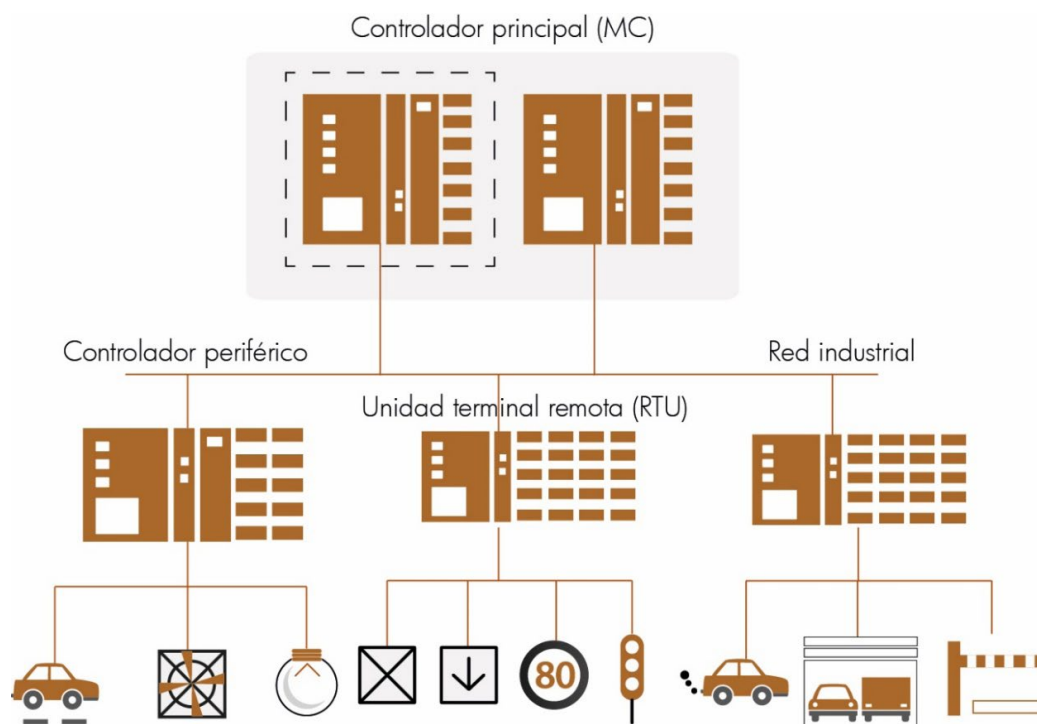 Controlador principal (MC)
Controlador periférico
Red industrial
Unidad terminal remota (RTU)
80